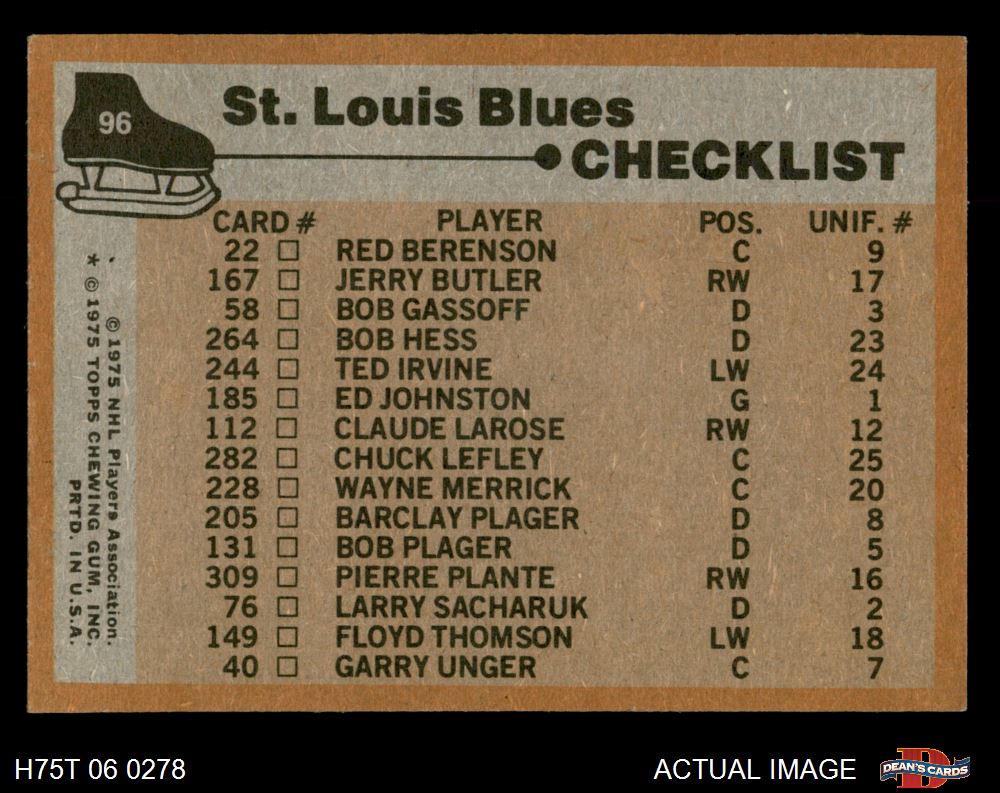 96
St. Louis Blues
CHECKLIST
CARD # PLAYER POS. UNIF. #
22 RED BERENSON C 9
167 JERRY BUTLER RW 17
58 BOB GASSOFF D 3
264 BOB HESS D 23
244 TED IRVINE LW 24
185 ED JOHNSTON G 1
112 CLAUDE LAROSE RW 12
282 CHUCK LEFLEY C 25
228 WAYNE MERRICK C 20
205 BARCLAY PLAGER D 8
131 BOB PLAGER D 5
309 PIERRE PLANTE RW 16
76 LARRY SACHARUK D 2
149 FLOYD THOMSON LW 18
40 GARRY UNGER C 7
© 1975 NHL Players Association.
* © 1975 TOPPS CHEWING GUM, INC.
PRTD. IN U.S.A.
H75T 06 0278
ACTUAL IMAGE
D
DEAN'S CARDS